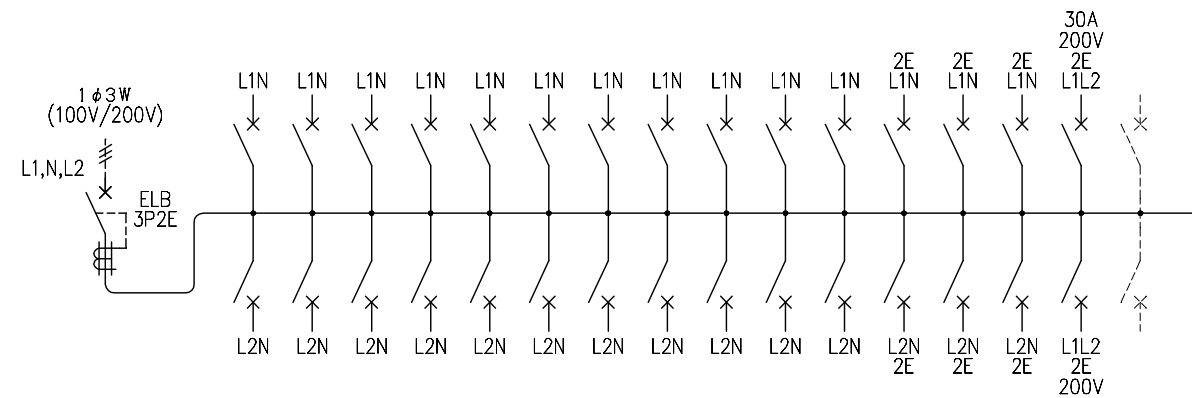 30A
200V
2E 2E 2E 2E
L1N L1N L1N L1N L1N L1N L1N L1N L1N L1N L1N L1N L1N L1N L1L2
1φ3W
(100V/200V)
L1,N,L2
ELB
3P2E
L2N L2N L2N L2N L2N L2N L2N L2N L2N L2N L2N L2N L2N L2N L1L2
2E 2E 2E 2E
200V